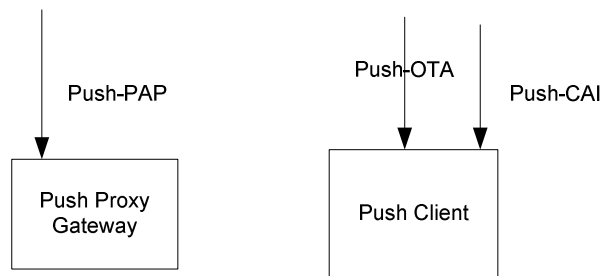 Push-OTA
Push-PAP
Push-CAI
Push Proxy
Gateway
Push Client